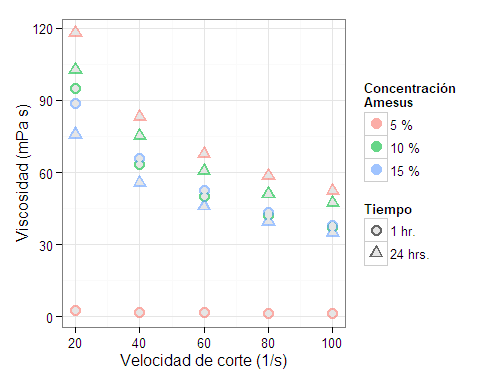 120
90
60
30
0
20 40 60 80 100
Viscosidad (mPa s)
Velocidad de corte (1/s)
Concentración
Amesus
5 %
10 %
15 %
Tiempo
1 hr.
24 hrs.